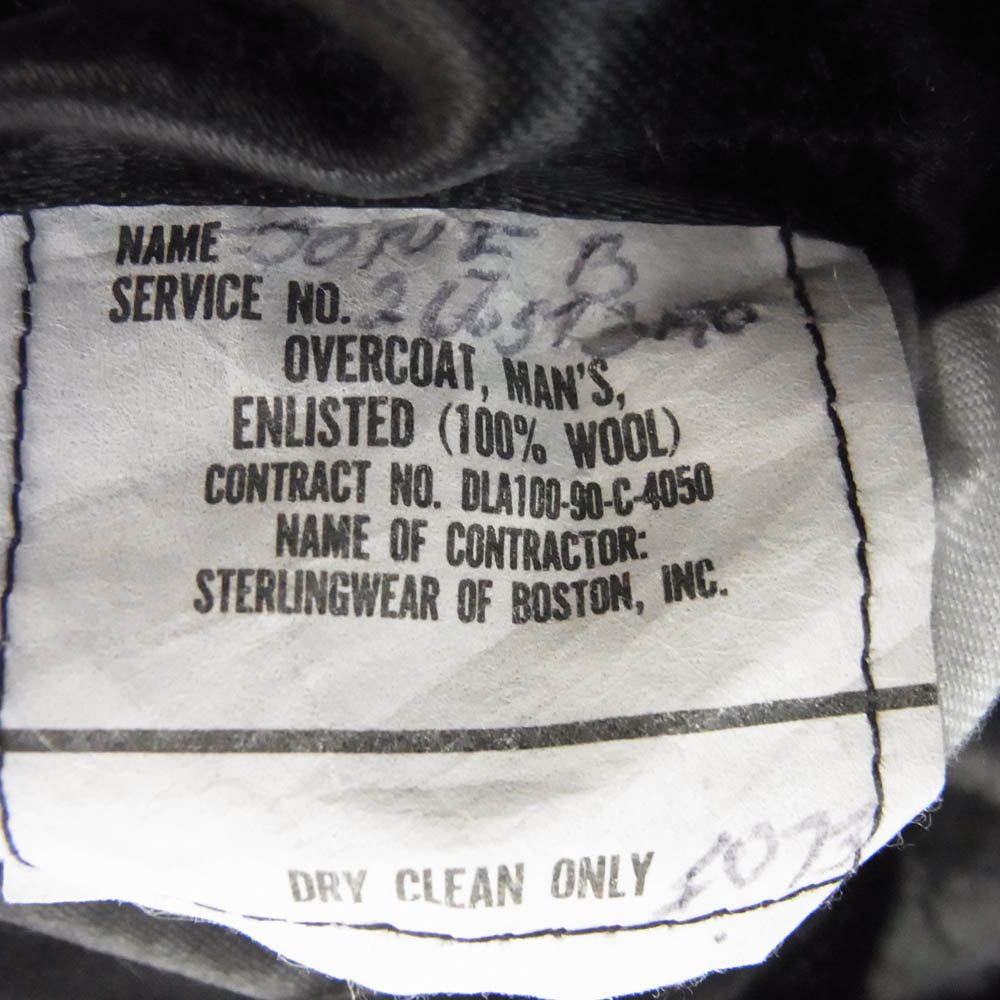 NAME
SERVICE NO.
OVERCOAT, MAN'S,
ENLISTED (100% WOOL)
CONTRACT NO. DLA100-90-C-4050
NAME OF CONTRACTOR:
STERLINGWEAR OF BOSTON, INC.
DRY CLEAN ONLY